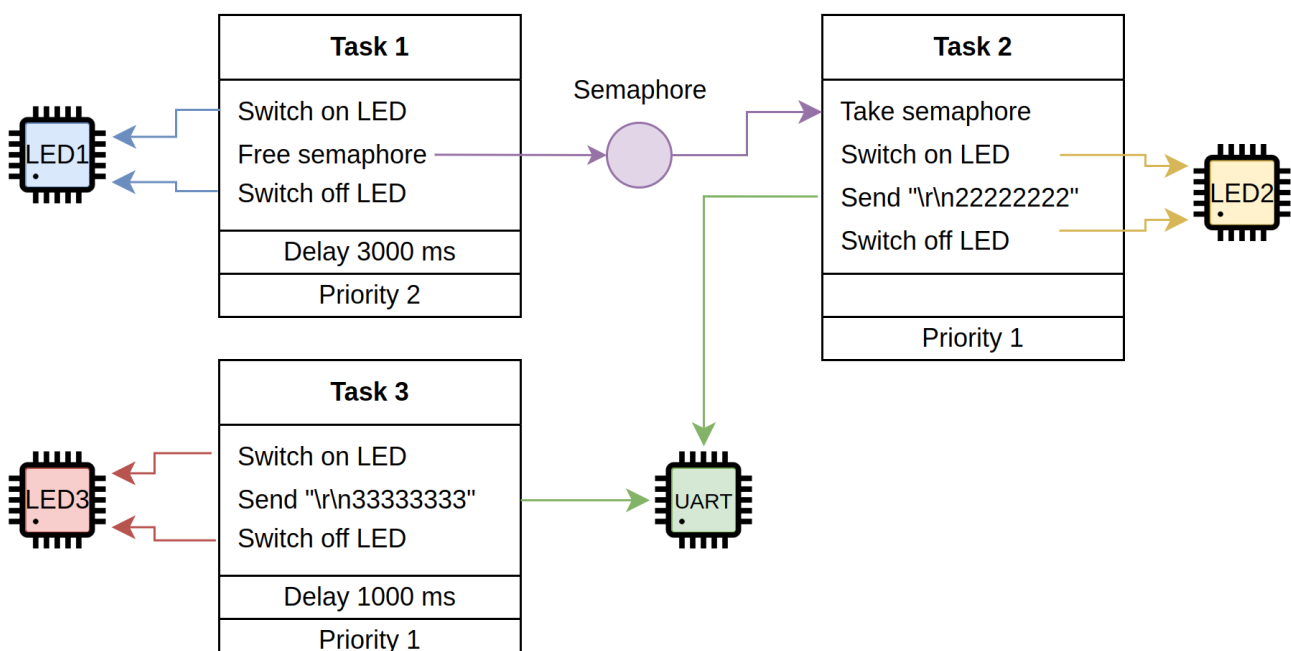 Task 1
Switch on LED
Free semaphore
Switch off LED
Delay 3000 ms
Priority 2
LED1
Semaphore
Task 2
Take semaphore
Switch on LED
Send "\r\n22222222"
Switch off LED
Priority 1
LED2
Task 3
Switch on LED
Send "\r\n33333333"
Switch off LED
Delay 1000 ms
Priority 1
LED3
UART